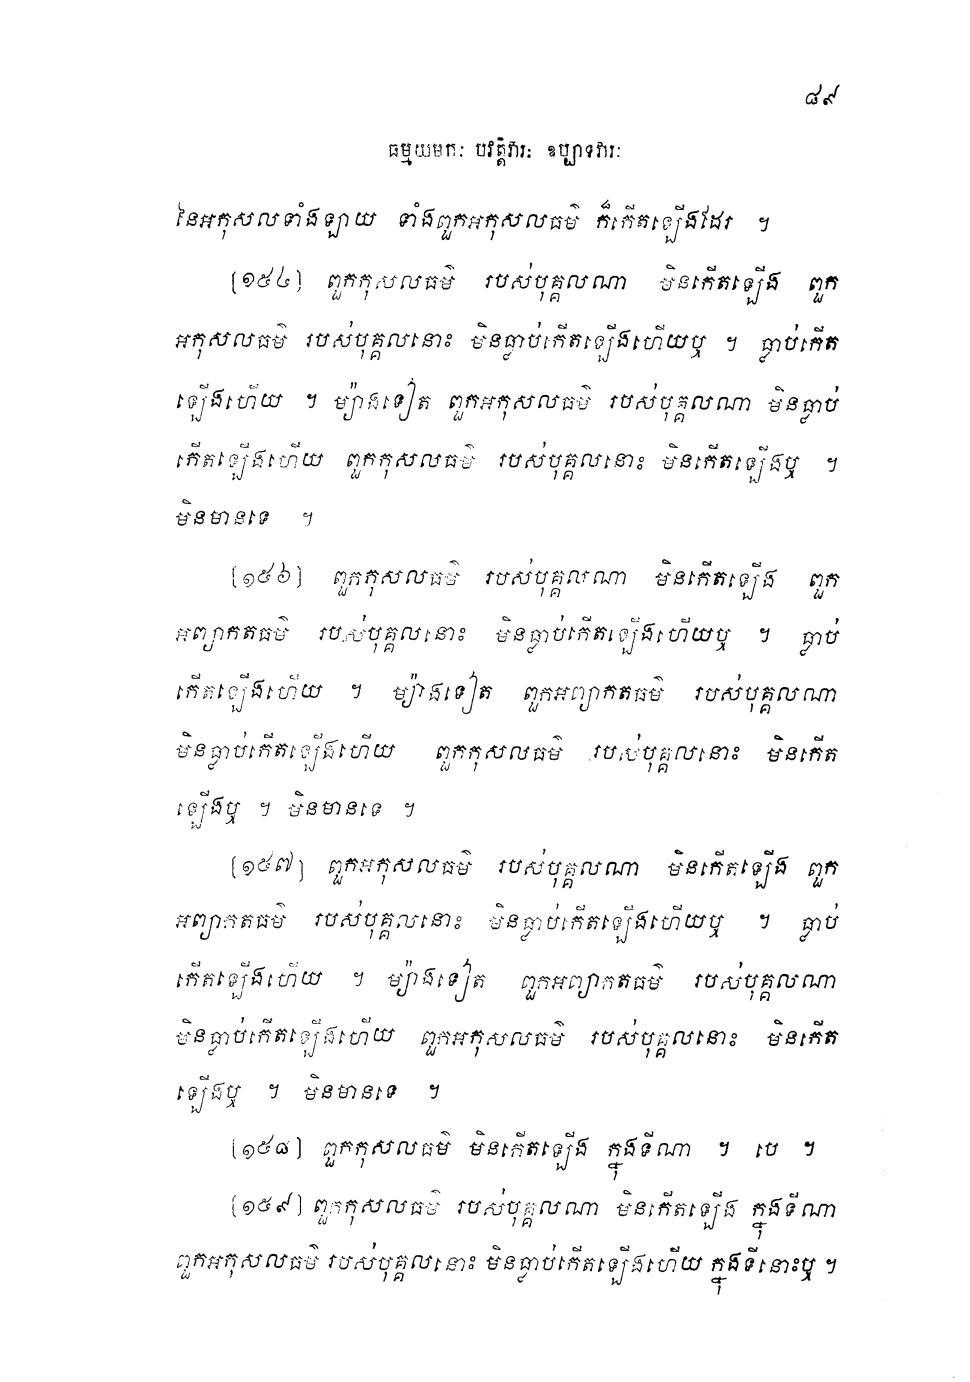 ៨៩
ធម្មយមកៈ បវត្តិវារៈ ឧប្បាទវារៈ
នៃអកុសលទាំងឡាយ ទាំងពួកអកុសលធម៌ ក៏កើតឡើងដែរ ។
(១៥៤) ពួកកុសលធម៌ របស់បុគ្គលណា មិនកើតឡើង ពួក
អកុសលធម៌ របស់បុគ្គលនោះ មិនធ្លាប់កើតឡើងហើយឬ ។ ធ្លាប់កើត
ឡើងហើយ ។ ម្យ៉ាងទៀត ពួកអកុសលធម៌ របស់បុគ្គលណា មិនធ្លាប់
កើតឡើងហើយ ពួកកុសលធម៌ របស់បុគ្គលនោះ មិនកើតឡើងឬ ។
មិនមានទេ ។
(១៥៦) ពួកកុសលធម៌ របស់បុគ្គលណា មិនកើតឡើង ពួក
អព្យាកតធម៌ របស់បុគ្គលនោះ មិនធ្លាប់កើតឡើងហើយឬ ។ ធ្លាប់
កើតឡើងហើយ ។ ម្យ៉ាងទៀត ពួកអព្យាកតធម៌ របស់បុគ្គលណា
មិនធ្លាប់កើតឡើងហើយ ពួកកុសលធម៌ របស់បុគ្គលនោះ មិនកើត
ឡើងឬ ។ មិនមានទេ ។
(១៥៧) ពួកអកុសលធម៌ របស់បុគ្គលណា មិនកើតឡើង ពួក
អព្យាកតធម៌ របស់បុគ្គលនោះ មិនធ្លាប់កើតឡើងហើយឬ ។ ធ្លាប់
កើតឡើងហើយ ។ ម្យ៉ាងទៀត ពួកអព្យាកតធម៌ របស់បុគ្គលណា
មិនធ្លាប់កើតឡើងហើយ ពួកអកុសលធម៌ របស់បុគ្គលនោះ មិនកើត
ឡើងឬ ។ មិនមានទេ ។
(១៥៨) ពួកកុសលធម៌ មិនកើតឡើង ក្នុងទីណា ។ បេ ។
(១៥៩) ពួកកុសលធម៌ របស់បុគ្គលណា មិនកើតឡើង ក្នុងទីណា
ពួកអកុសលធម៌ របស់បុគ្គលនោះ មិនធ្លាប់កើតឡើងហើយ ក្នុងទីនោះឬ ។